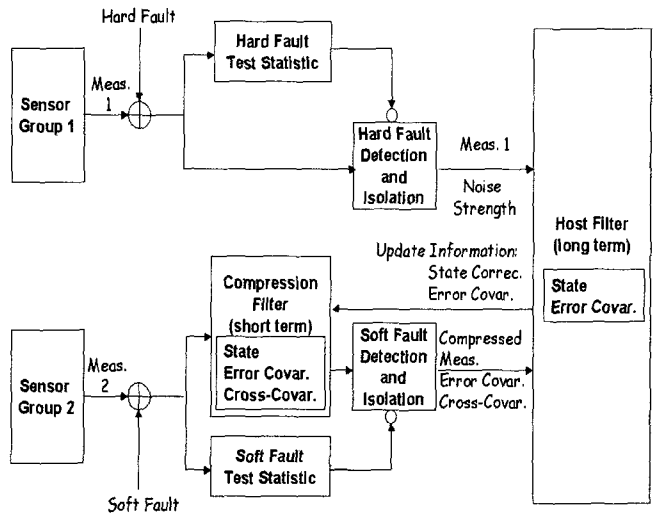 Hard Fault
Sensor
Group 1
Meas.
1
Hard Fault
Test Statistic
Hard Fault
Detection
and
Isolation
Meas. 1
Noise
Strength
Host Filter
(long term)
State
Error Covar.
Update Information:
State Correc.
Error Covar.
Compression
Filter
(short term)
State
Error Covar.
Cross-Covar.
Soft Fault
Detection
and
Isolation
Compressed
Meas.
Error Covar.
Cross-Covar.
Sensor
Group 2
Meas.
2
Soft Fault
Test Statistic
Soft Fault